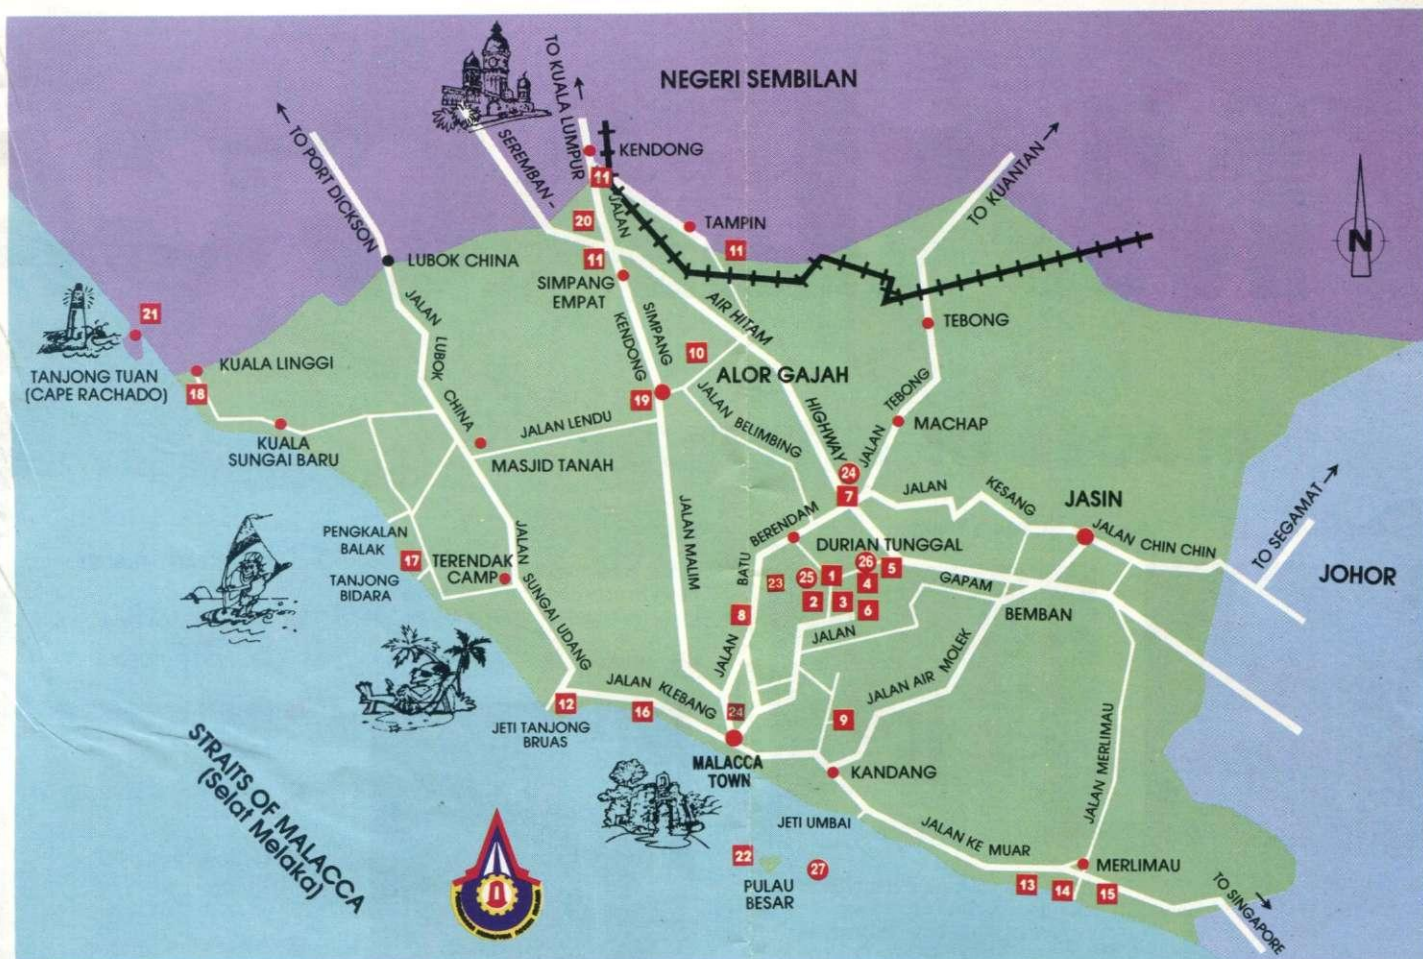 NEGERI SEMBILAN
TO KUALA LUMPUR
SEREMBAN -
TO PORT DICKSON
KENDONG
11
JALAN
20
TAMPIN
11
11
TO KUANTAN
N
LUBOK CHINA
SIMPANG
EMPAT
AIR HITAM
HIGHWAY
21
TANJONG TUAN
(CAPE RACHADO)
KUALA LINGGI
18
KUALA
SUNGAI BARU
JALAN LUBOK CHINA
SIMPANG
KENDONG
10
TEBONG
ALOR GAJAH
19
JALAN LENDU
JALAN BELIMBING
JALAN TEBONG
MACHAP
MASJID TANAH
24
7
JALAN KESANG
JASIN
JALAN CHIN CHIN
TO SEGAMAT
JOHOR
JALAN MALIM
PENGKALAN
BALAK
17
TANJONG
BIDARA
TERENDAK
CAMP
JALAN SUNGAI UDANG
JALAN BATU BERENDAM
DURIAN TUNGGAL
23
25
1
26
4
5
2
3
6
8
JALAN GAPAM
BEMBAN
JALAN AIR MOLEK
9
JALAN KLEBANG
12
16
24
JETI TANJONG
BRUAS
MALACCA
TOWN
KANDANG
JALAN MERLIMAU
STRAITS OF MALACCA
(Selat Melaka)
JETI UMBAI
JALAN KE MUAR
MERLIMAU
22
PULAU
BESAR
27
13
14
15
TO SINGAPORE